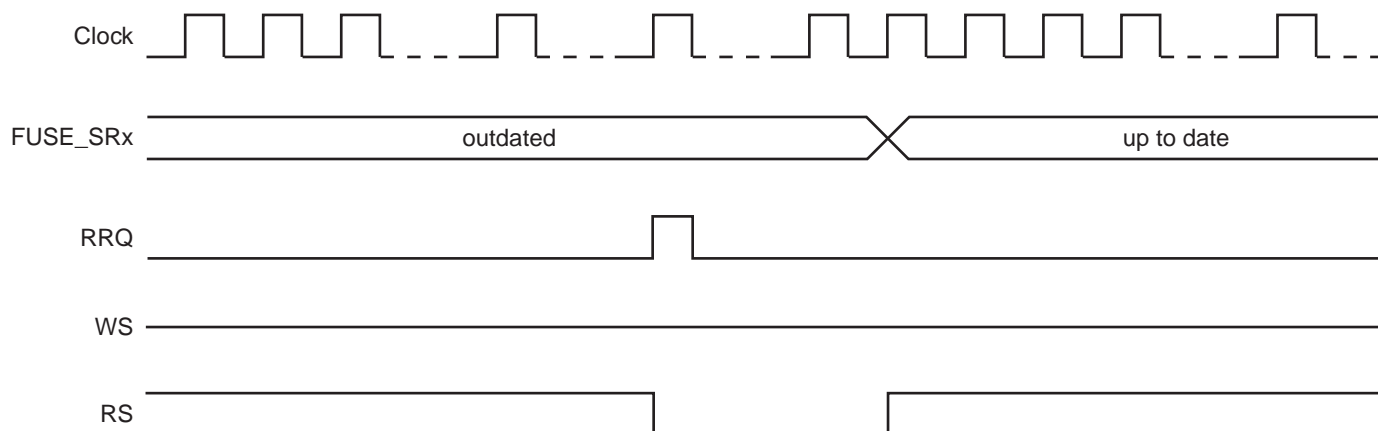 Clock
FUSE_SRx
outdated
up to date
RRQ
WS
RS